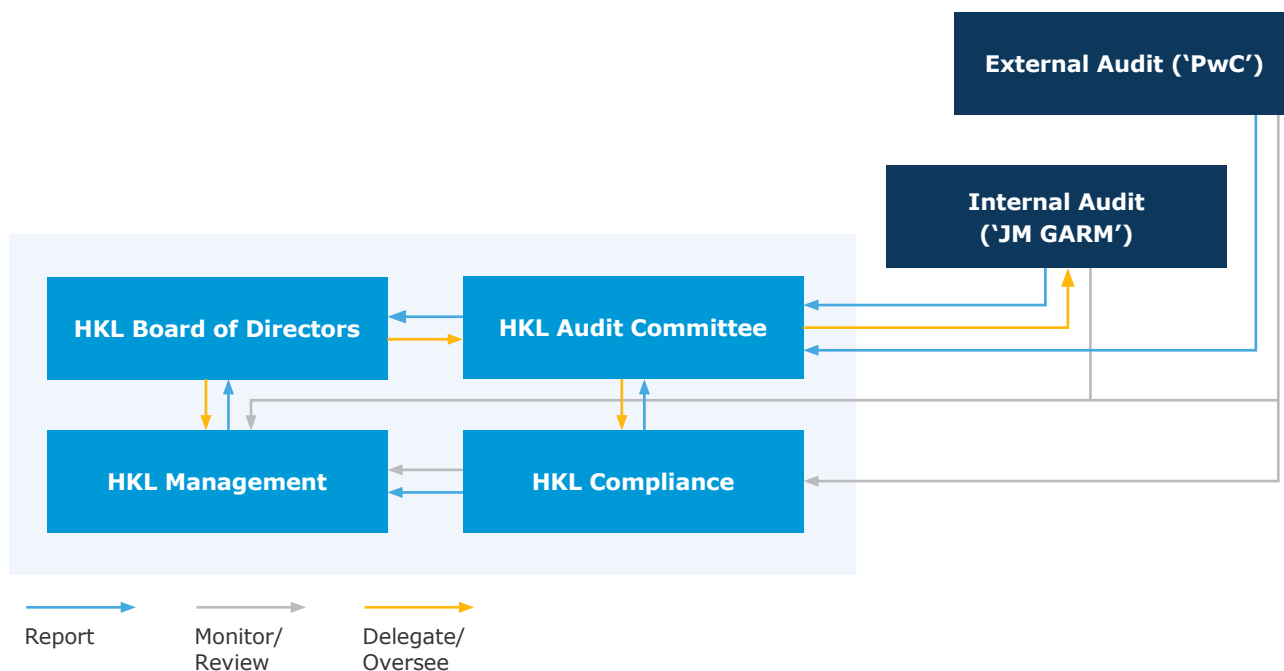 External Audit (‘PwC’)
Internal Audit
(‘JM GARM’)
HKL Board of Directors
HKL Audit Committee
HKL Management
HKL Compliance
Report
Monitor/
Review
Delegate/
Oversee